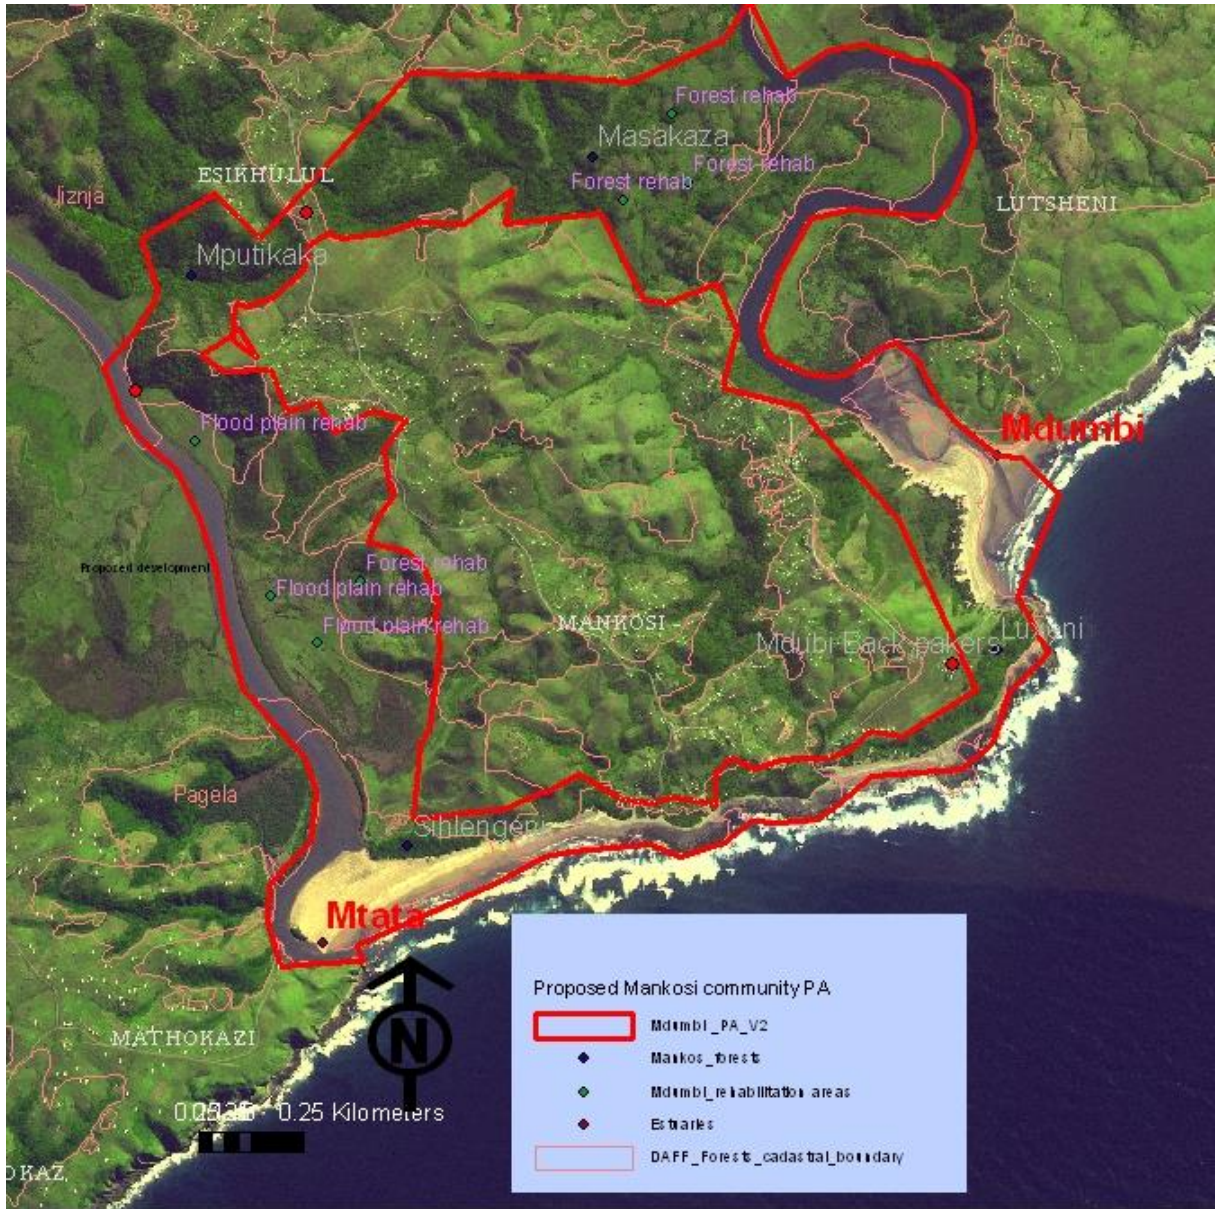 Forest rehab
Masakaza
Forest rehab
ESIKHULUL
Forest rehab
Jiznja
LUTSHENI
Mputikaka
Flood plain rehab
Mdumbi
Forest rehab
Proposed development
Flood plain rehab
Flood plain rehab
MANKOSI
Mdubi Back pakers
Pagela
Sihlengeni
Mtata
MATHOKAZI
0.25 Kilometers
OKAZ
N
Proposed Mankosi community PA
Mdumbi_PA_V2
Mankos_forests
Mdumbi_rehabilitation areas
Estuaries
DAFF_Forests_cadastral_boundary